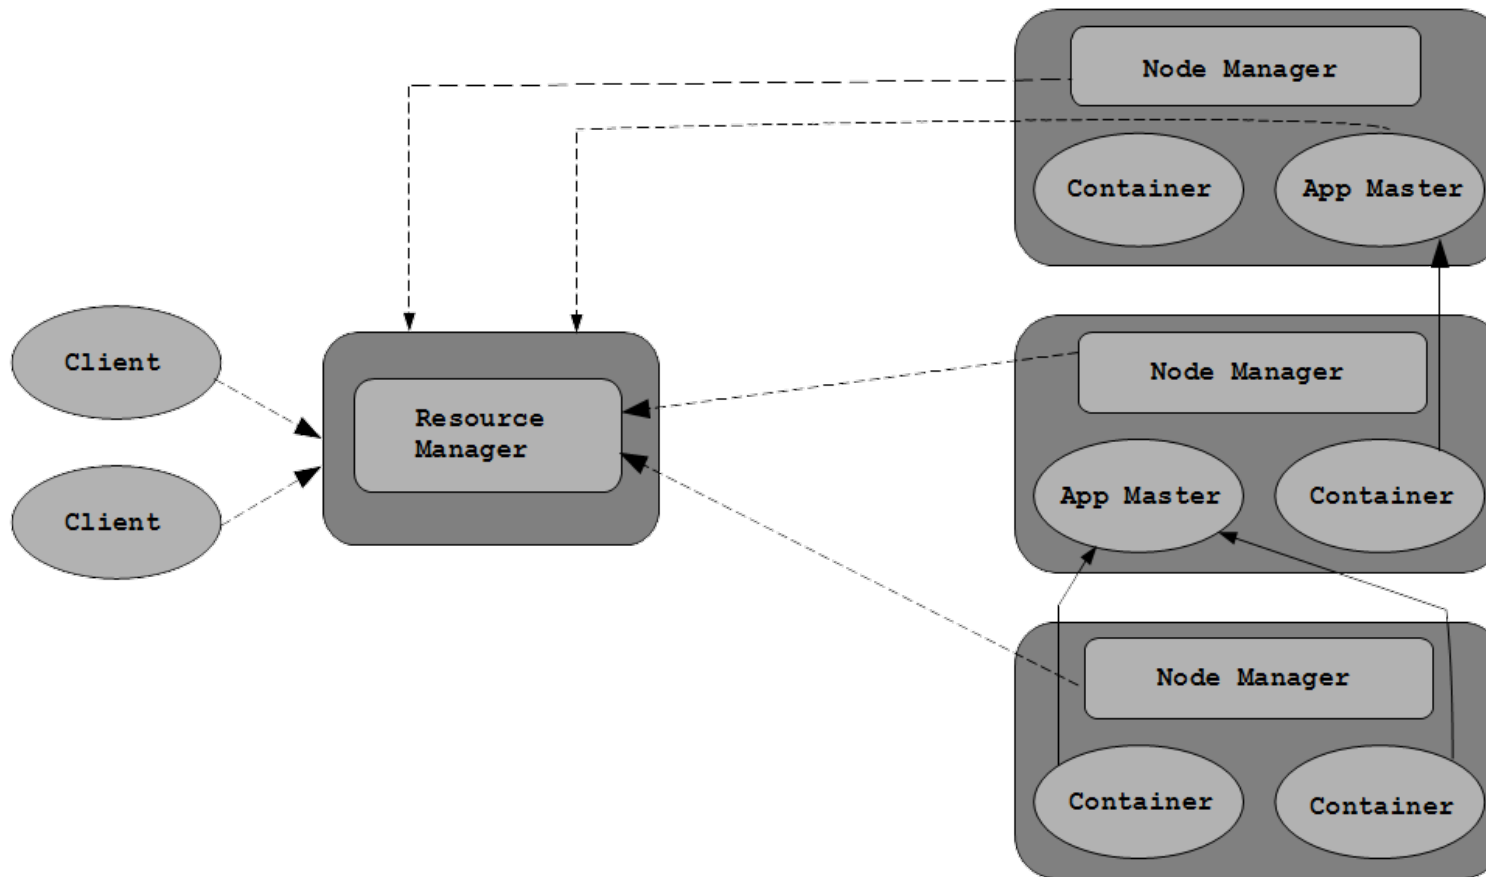 Node Manager
Container
App Master
Client
Resource
Manager
Node Manager
App Master
Container
Client
Node Manager
Container
Container